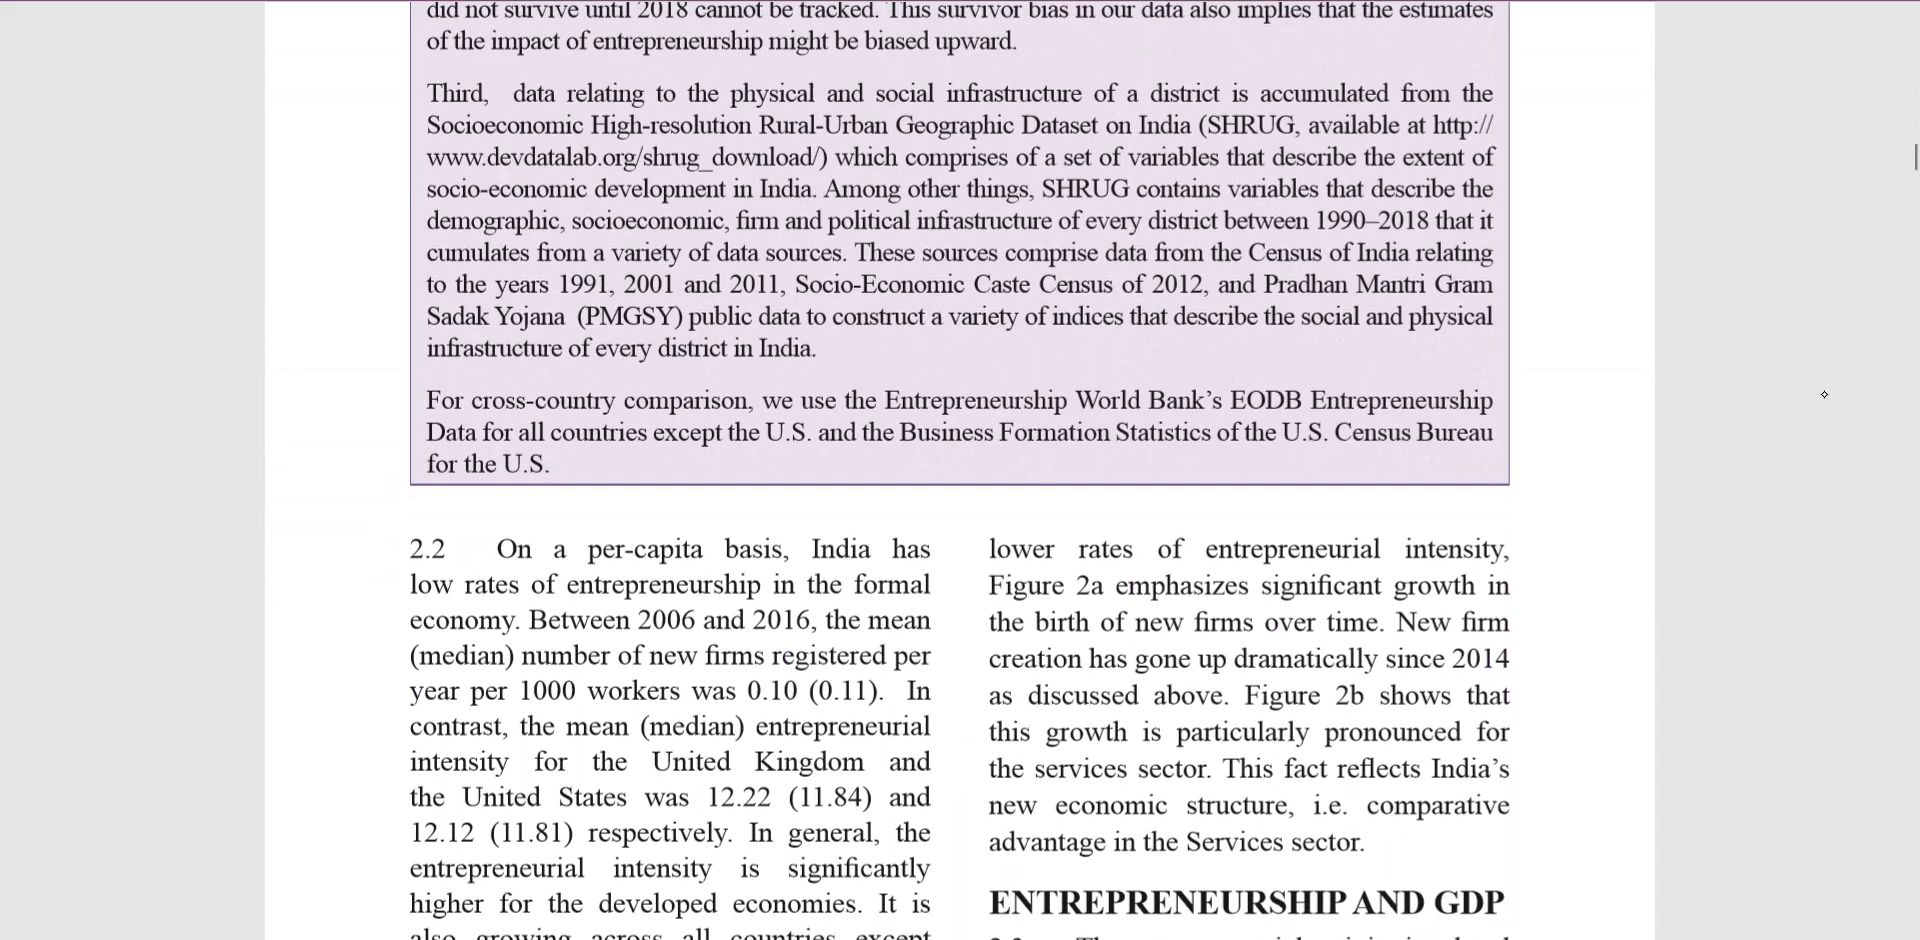 did not survive until 2018 cannot be tracked. This survivor bias in our data also implies that the estimates
of the impact of entrepreneurship might be biased upward.
Third, data relating to the physical and social infrastructure of a district is accumulated from the
Socioeconomic High-resolution Rural-Urban Geographic Dataset on India (SHRUG, available at http://
www.devdatalab.org/shrug_download/) which comprises of a set of variables that describe the extent of
socio-economic development in India. Among other things, SHRUG contains variables that describe the
demographic, socioeconomic, firm and political infrastructure of every district between 1990–2018 that it
cumulates from a variety of data sources. These sources comprise data from the Census of India relating
to the years 1991, 2001 and 2011, Socio-Economic Caste Census of 2012, and Pradhan Mantri Gram
Sadak Yojana (PMGSY) public data to construct a variety of indices that describe the social and physical
infrastructure of every district in India.
For cross-country comparison, we use the Entrepreneurship World Bank’s EODB Entrepreneurship
Data for all countries except the U.S. and the Business Formation Statistics of the U.S. Census Bureau
for the U.S.
2.2 On a per-capita basis, India has
low rates of entrepreneurship in the formal
economy. Between 2006 and 2016, the mean
(median) number of new firms registered per
year per 1000 workers was 0.10 (0.11). In
contrast, the mean (median) entrepreneurial
intensity for the United Kingdom and
the United States was 12.22 (11.84) and
12.12 (11.81) respectively. In general, the
entrepreneurial intensity is significantly
higher for the developed economies. It is
also growing across all countries except
lower rates of entrepreneurial intensity,
Figure 2a emphasizes significant growth in
the birth of new firms over time. New firm
creation has gone up dramatically since 2014
as discussed above. Figure 2b shows that
this growth is particularly pronounced for
the services sector. This fact reflects India’s
new economic structure, i.e. comparative
advantage in the Services sector.
ENTREPRENEURSHIP AND GDP